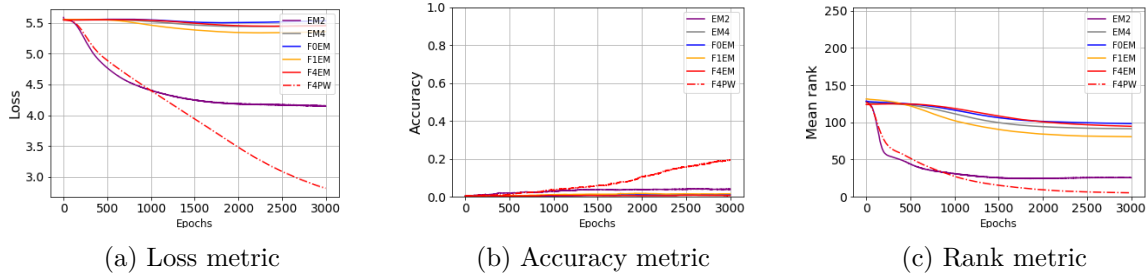 5.5
5.0
4.5
4.0
3.5
3.0
Loss
0 500 1000 1500 2000 2500 3000
Epochs
EM2
EM4
F0EM
F1EM
F4EM
F4PW
(a) Loss metric
1.0
0.8
0.6
0.4
0.2
0.0
Accuracy
0 500 1000 1500 2000 2500 3000
Epochs
EM2
EM4
F0EM
F1EM
F4EM
F4PW
(b) Accuracy metric
250
200
150
100
50
0
Mean rank
0 500 1000 1500 2000 2500 3000
Epochs
EM2
EM4
F0EM
F1EM
F4EM
F4PW
(c) Rank metric